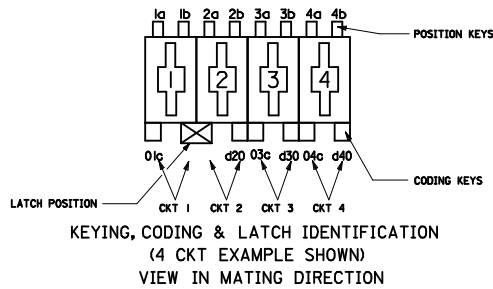 1a 1b 2a 2b 3a 3b 4a 4b
POSITION KEYS
1 2 3 4
01c d20 03c d30 04c d40
CODING KEYS
LATCH POSITION
CKT 1 CKT 2 CKT 3 CKT 4
KEYING, CODING & LATCH IDENTIFICATION
(4 CKT EXAMPLE SHOWN)
VIEW IN MATING DIRECTION